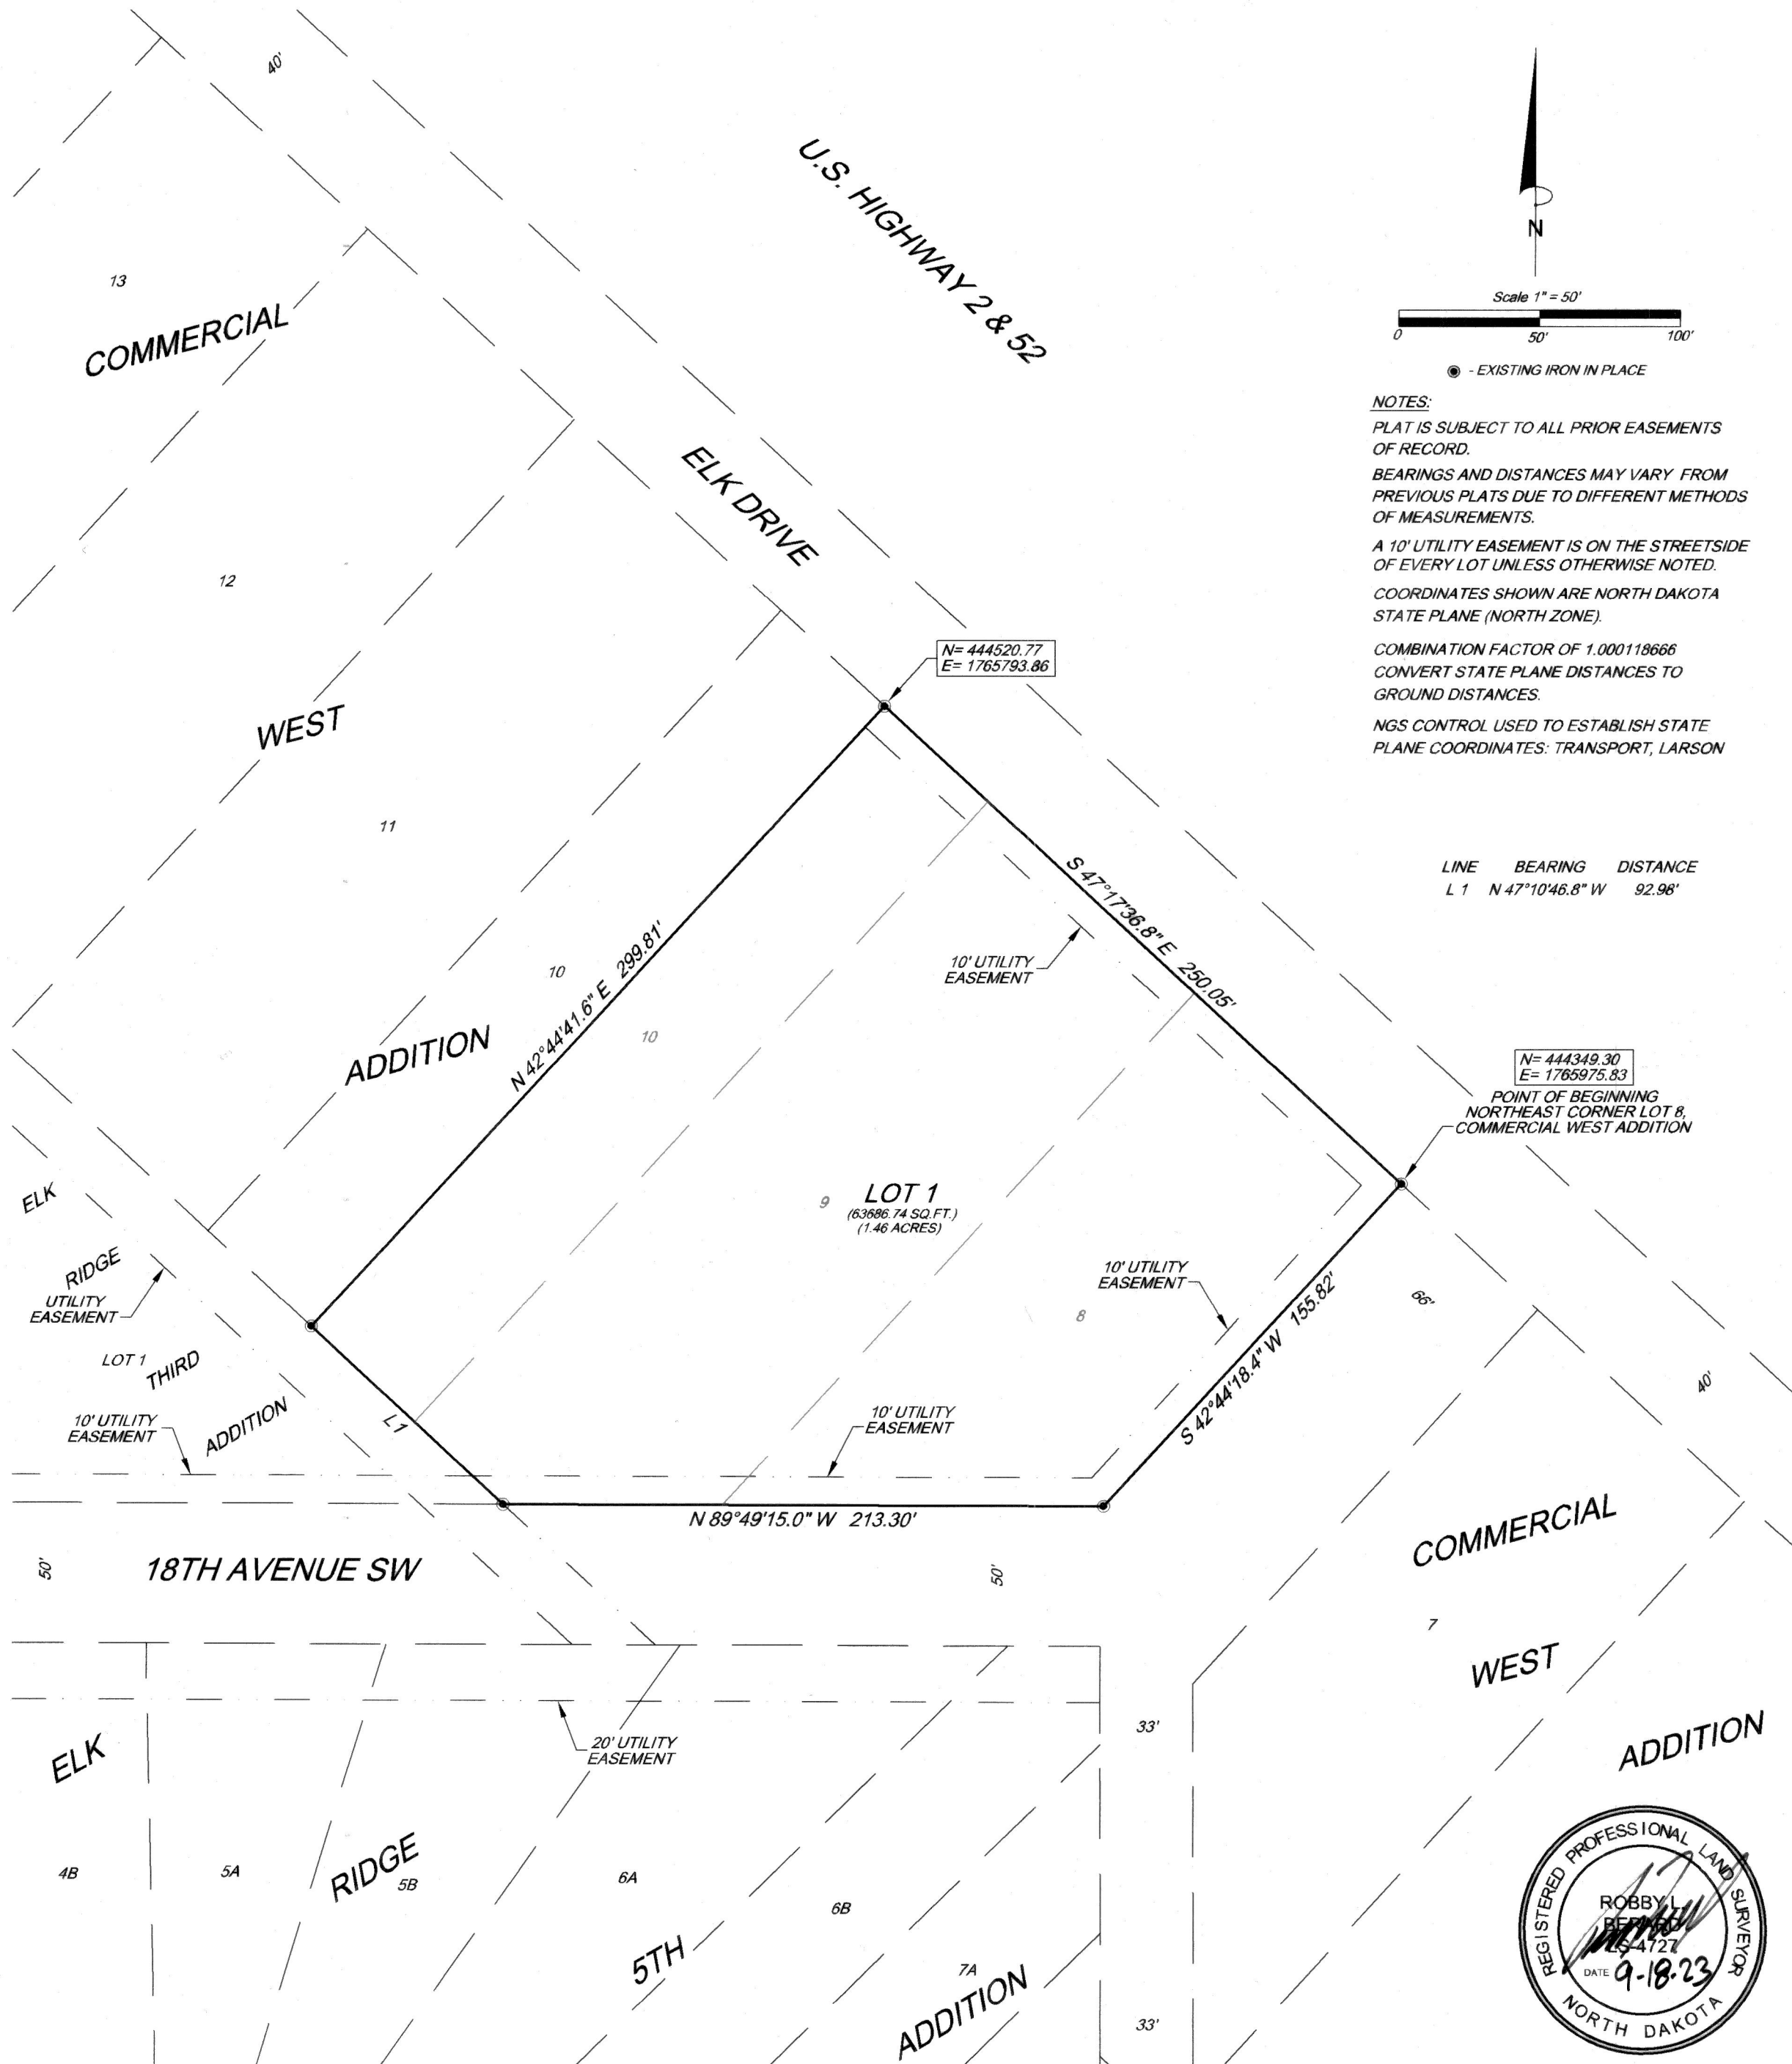 40'
U.S. HIGHWAY 2 & 52
N
Scale 1" = 50'
0 50' 100'
- EXISTING IRON IN PLACE
NOTES:
PLAT IS SUBJECT TO ALL PRIOR EASEMENTS
OF RECORD.
BEARINGS AND DISTANCES MAY VARY FROM
PREVIOUS PLATS DUE TO DIFFERENT METHODS
OF MEASUREMENTS.
A 10' UTILITY EASEMENT IS ON THE STREETSIDE
OF EVERY LOT UNLESS OTHERWISE NOTED.
COORDINATES SHOWN ARE NORTH DAKOTA
STATE PLANE (NORTH ZONE).
COMBINATION FACTOR OF 1.000118666
CONVERT STATE PLANE DISTANCES TO
GROUND DISTANCES.
NGS CONTROL USED TO ESTABLISH STATE
PLANE COORDINATES: TRANSPORT, LARSON
LINE BEARING DISTANCE
L 1 N 47°10'46.8" W 92.98'
13
COMMERCIAL
12
ELK DRIVE
N= 444520.77
E= 1765793.86
WEST
11
S 47°17'36.8" E 250.05'
10' UTILITY
EASEMENT
N 42°44'41.6" E 299.81'
10
10
ADDITION
N= 444349.30
E= 1765975.83
POINT OF BEGINNING
NORTHEAST CORNER LOT 8,
COMMERCIAL WEST ADDITION
9
LOT 1
(63686.74 SQ.FT.)
(1.46 ACRES)
ELK
RIDGE
UTILITY
EASEMENT
LOT 1
THIRD
ADDITION
10' UTILITY
EASEMENT
L1
10' UTILITY
EASEMENT
8
10' UTILITY
EASEMENT
S 42°44'18.4" W 155.82'
66'
40'
N 89°49'15.0" W 213.30'
50'
18TH AVENUE SW
50'
COMMERCIAL
7
WEST
ADDITION
20' UTILITY
EASEMENT
33'
ELK
4B
5A
RIDGE
5B
6A
6B
5TH
7A
ADDITION
33'
REGISTERED PROFESSIONAL LAND SURVEYOR
ROBBY L.
BERARD
LS-4727
DATE 9-18-23
NORTH DAKOTA